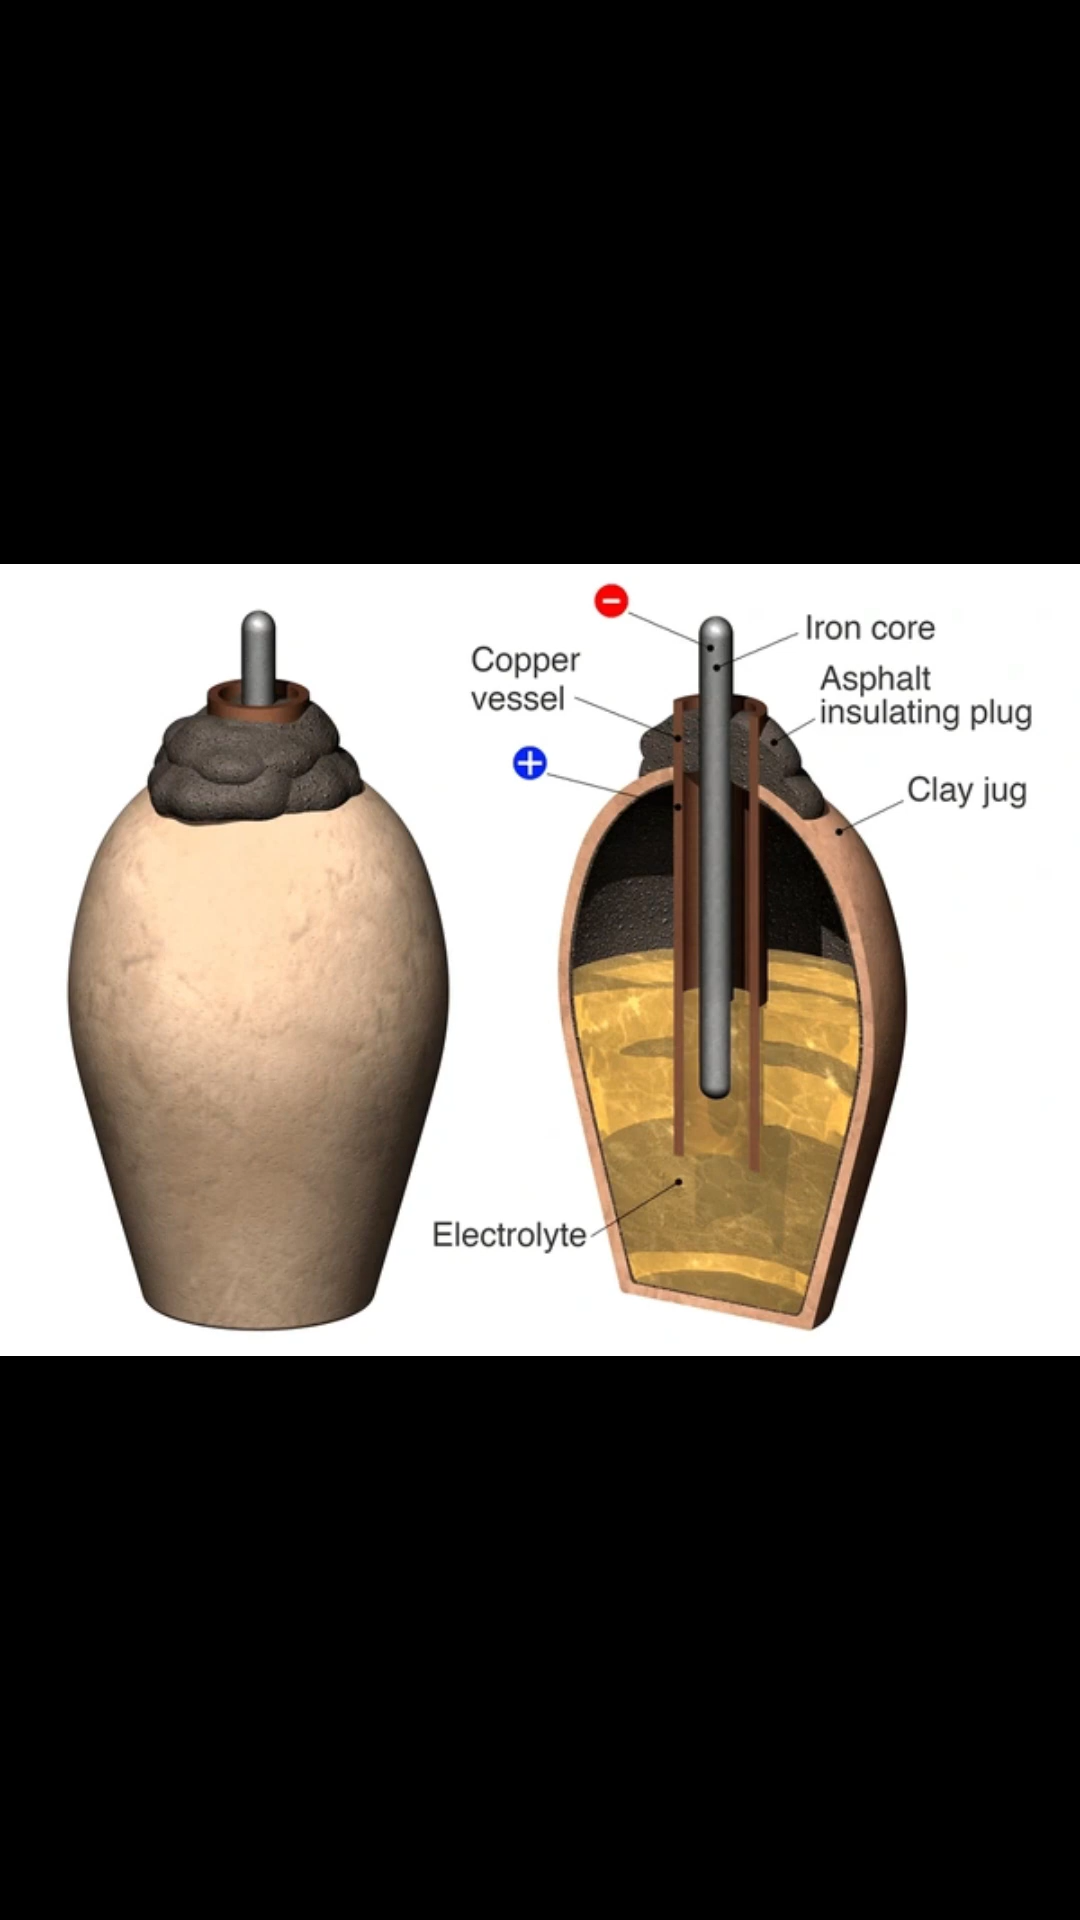 −
Iron core
Copper
vessel
Asphalt
insulating plug
+
Clay jug
Electrolyte